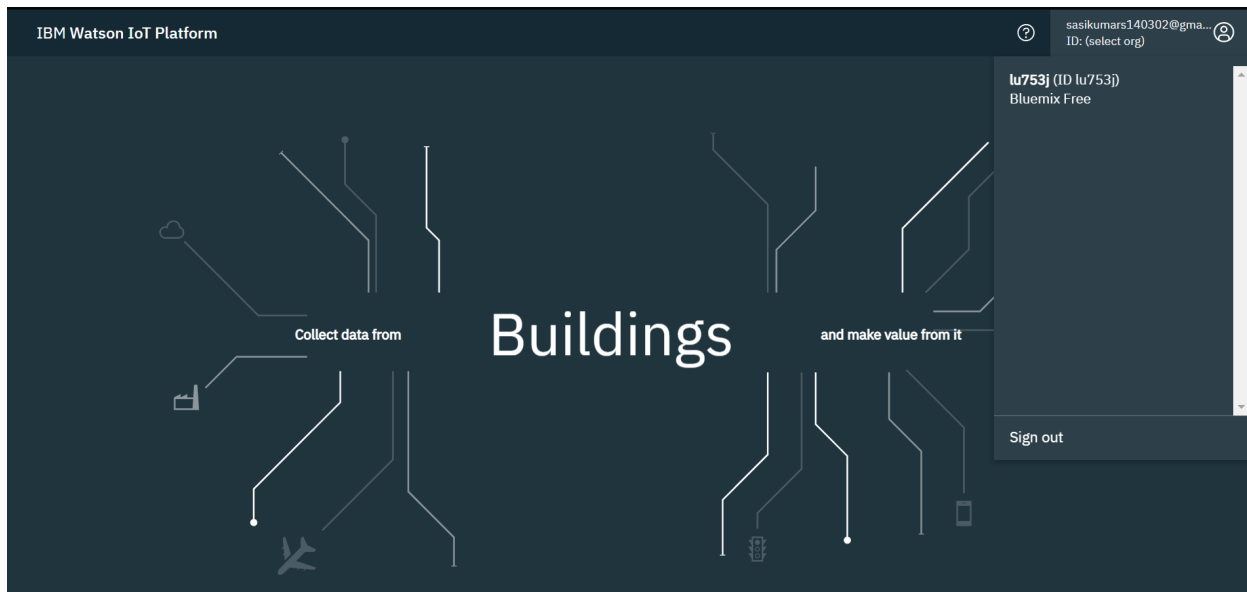 IBM Watson IoT Platform
sasikumars140302@gma...
ID: (select org)
lu753j (ID lu753j)
Bluemix Free
Collect data from
Buildings
and make value from it
Sign out